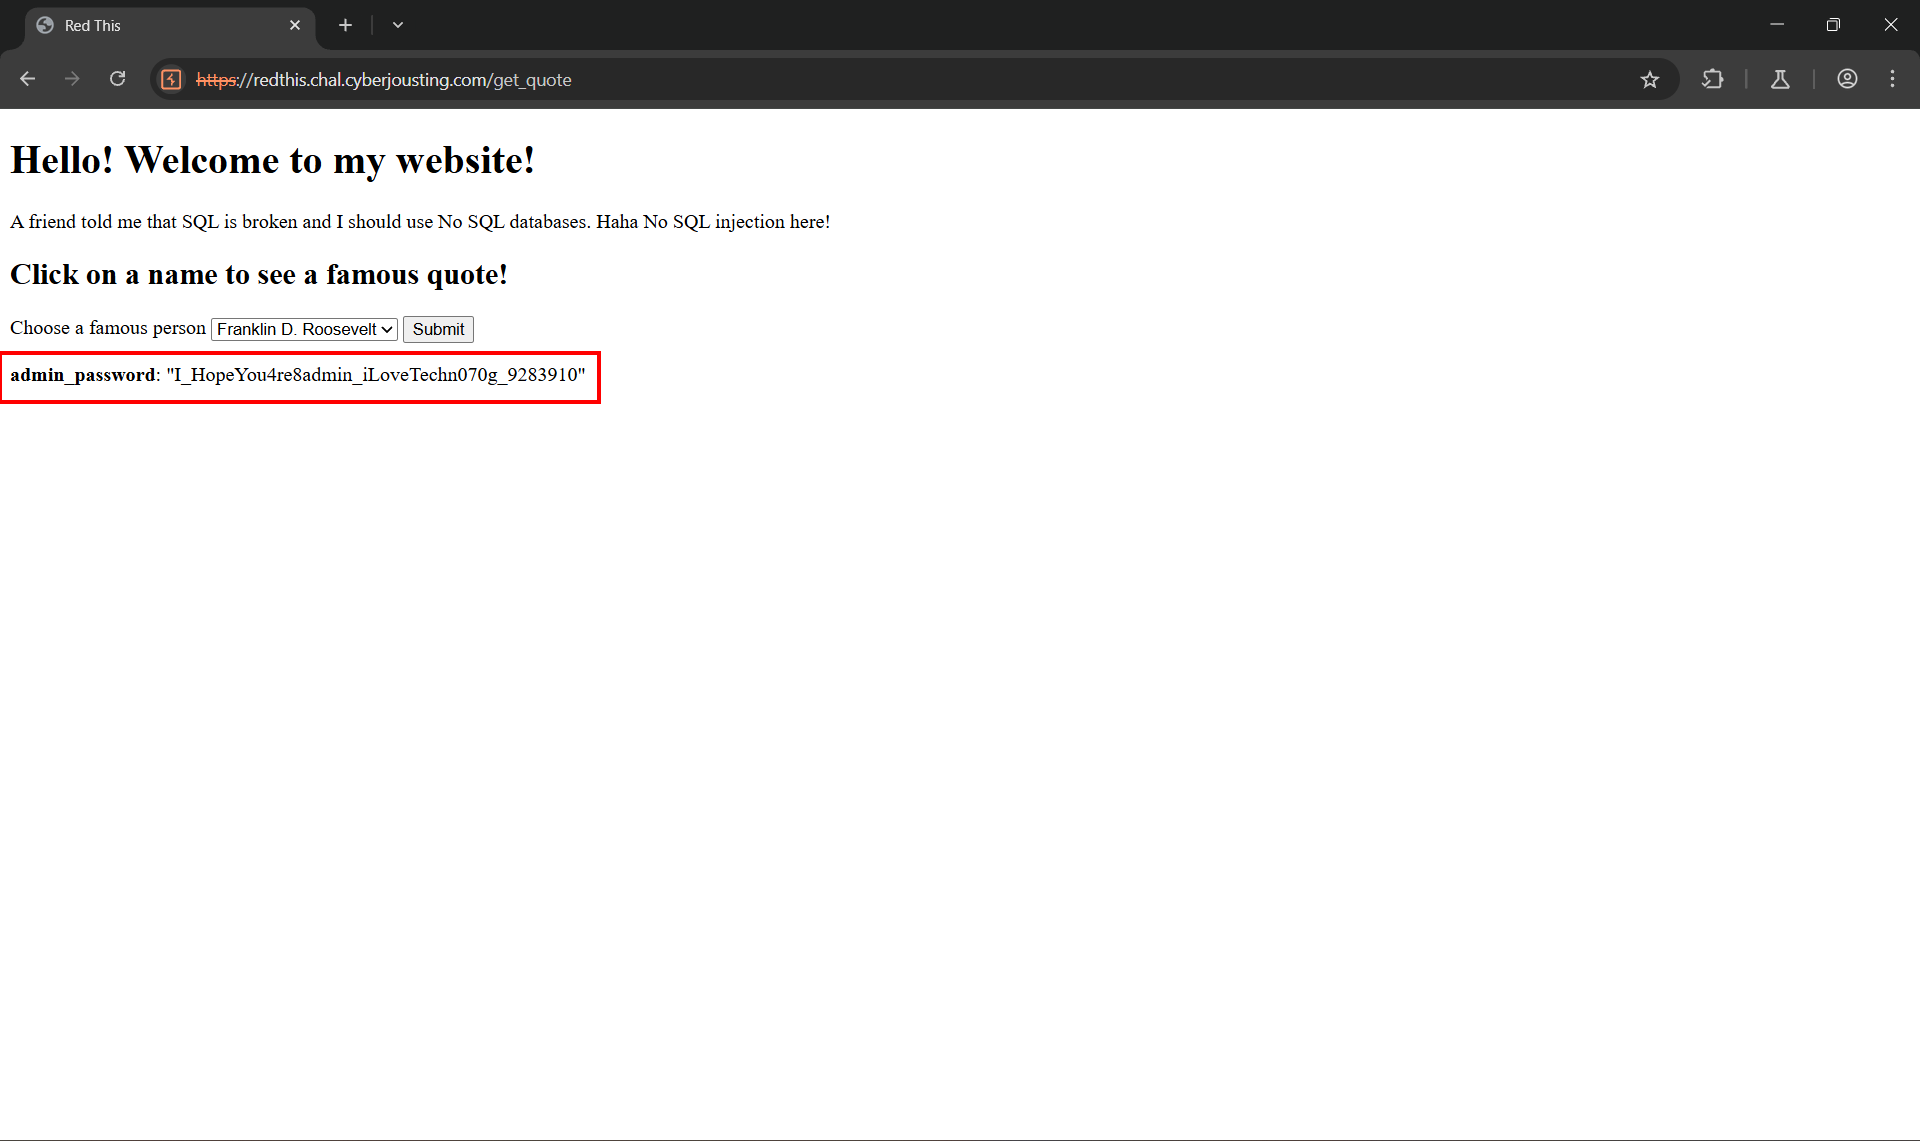 Red This
https://redthis.chal.cyberjousting.com/get_quote
Hello! Welcome to my website!
A friend told me that SQL is broken and I should use No SQL databases. Haha No SQL injection here!
Click on a name to see a famous quote!
Choose a famous person Franklin D. Roosevelt Submit
admin_password: "I_HopeYou4re8admin_iLoveTechn070g_9283910"